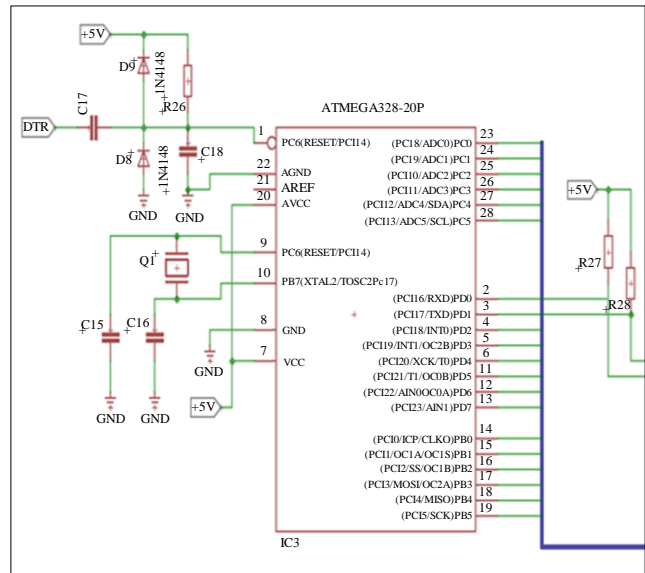 +5V
D9
1N4148
R26
C17
DTR
D8
1N4148
C18
GND
GND
ATMEGA328-20P
1 PC6(RESET/PCI14)
22 AGND
21 AREF
20 AVCC
9 PC6(RESET/PCI14)
10 PB7(XTAL2/TOSC2Pc17)
8 GND
7 VCC
Q1
C15
C16
GND
GND
GND
+5V
(PC18/ADC0)PC0 23
(PCI19/ADC1)PC1 24
(PCI10/ADC2)PC2 25
(PCI11/ADC3)PC3 26
(PCI12/ADC4/SDA)PC4 27
(PCI13/ADC5/SCL)PC5 28
(PCI16/RXD)PD0 2
(PCI17/TXD)PD1 3
(PCI18/INT0)PD2 4
(PCI19/INT1/OC2B)PD3 5
(PCI20/XCK/T0)PD4 6
(PCI21/T1/OC0B)PD5 11
(PCI22/AIN0OC0A)PD6 12
(PCI23/AIN1)PD7 13
(PCI0/ICP/CLKO)PB0 14
(PCI1/OC1A/OC1S)PB1 15
(PCI2/SS/OC1B)PB2 16
(PCI3/MOSI/OC2A)PB3 17
(PCI4/MISO)PB4 18
(PCI5/SCK)PB5 19
+5V
R27
R28
IC3